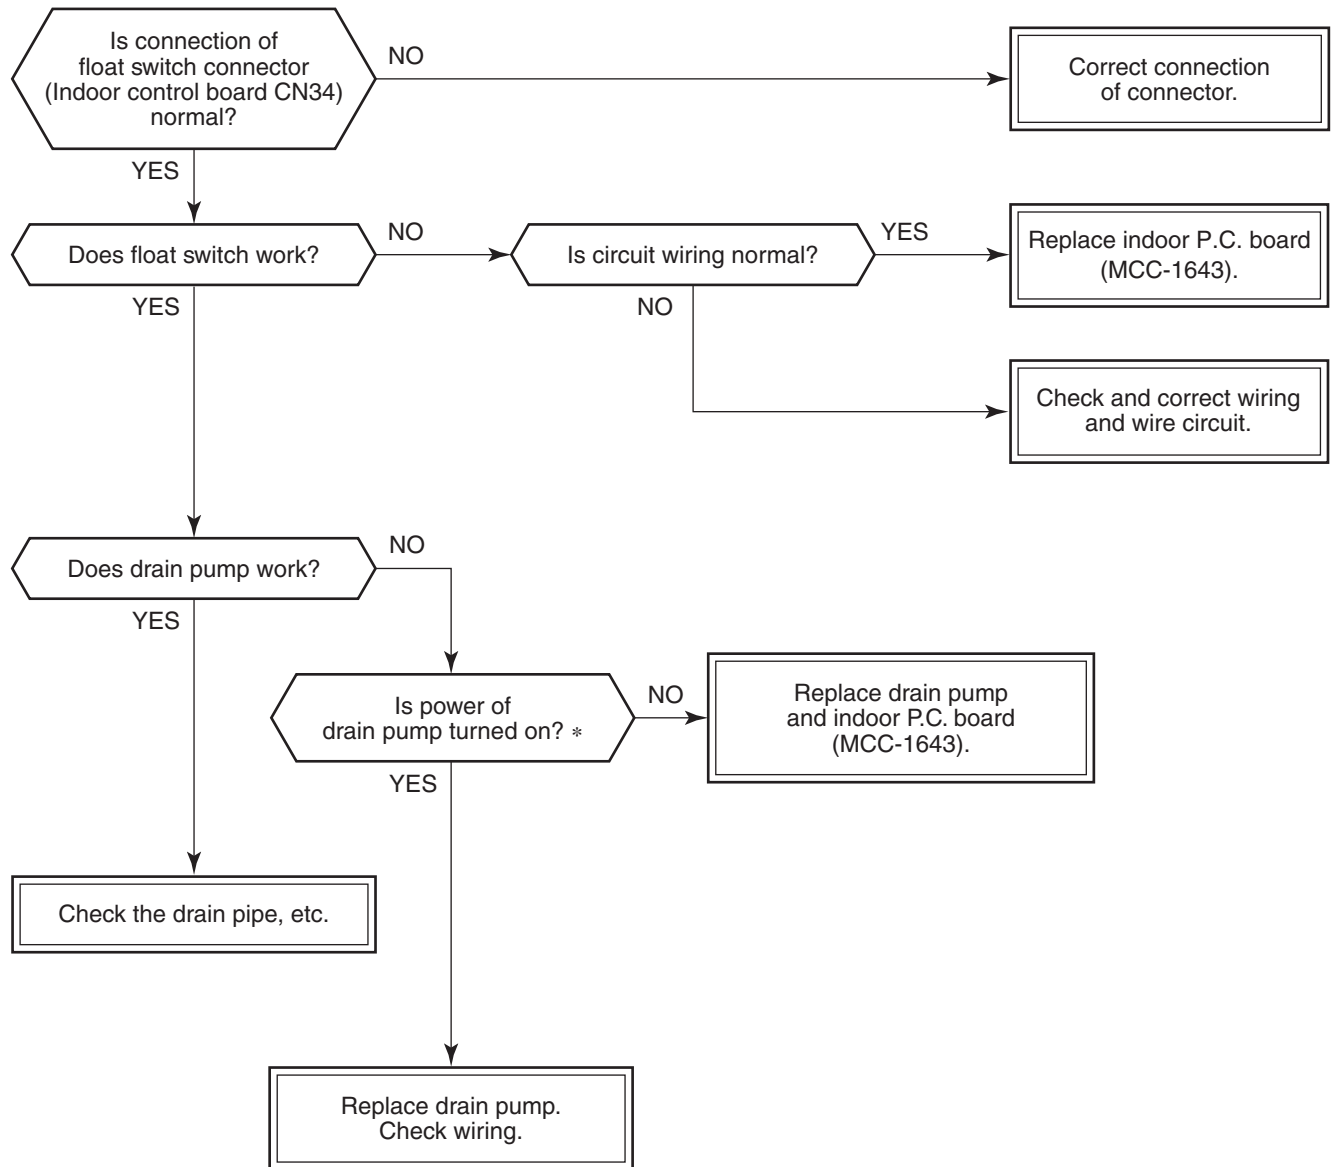 Is connection of
float switch connector
(Indoor control board CN34)
normal?
NO
Correct connection
of connector.
YES
Does float switch work?
NO
Is circuit wiring normal?
YES
Replace indoor P.C. board
(MCC-1643).
YES
NO
Check and correct wiring
and wire circuit.
Does drain pump work?
NO
YES
Is power of
drain pump turned on? *
NO
Replace drain pump
and indoor P.C. board
(MCC-1643).
YES
Check the drain pipe, etc.
Replace drain pump.
Check wiring.